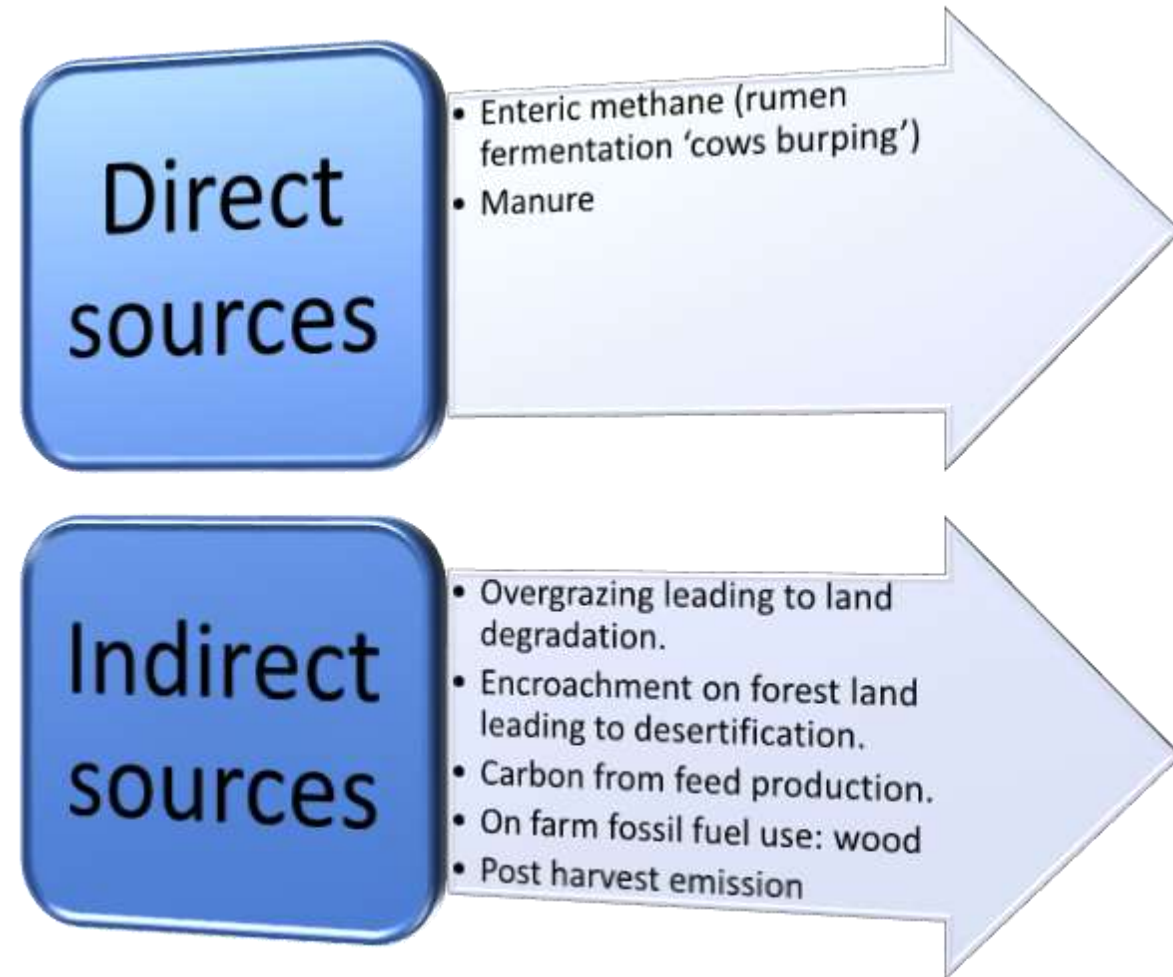 Direct
sources
• Enteric methane (rumen
fermentation ‘cows burping’)
• Manure
Indirect
sources
• Overgrazing leading to land
degradation.
• Encroachment on forest land
leading to desertification.
• Carbon from feed production.
• On farm fossil fuel use: wood
• Post harvest emission